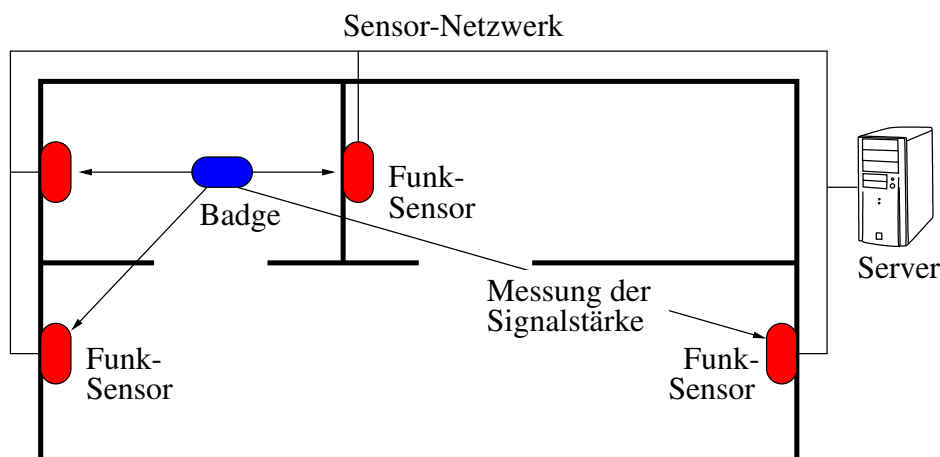 Sensor-Netzwerk
Funk-
Sensor
Badge
Server
Messung der
Signalstärke
Funk-
Sensor
Funk-
Sensor